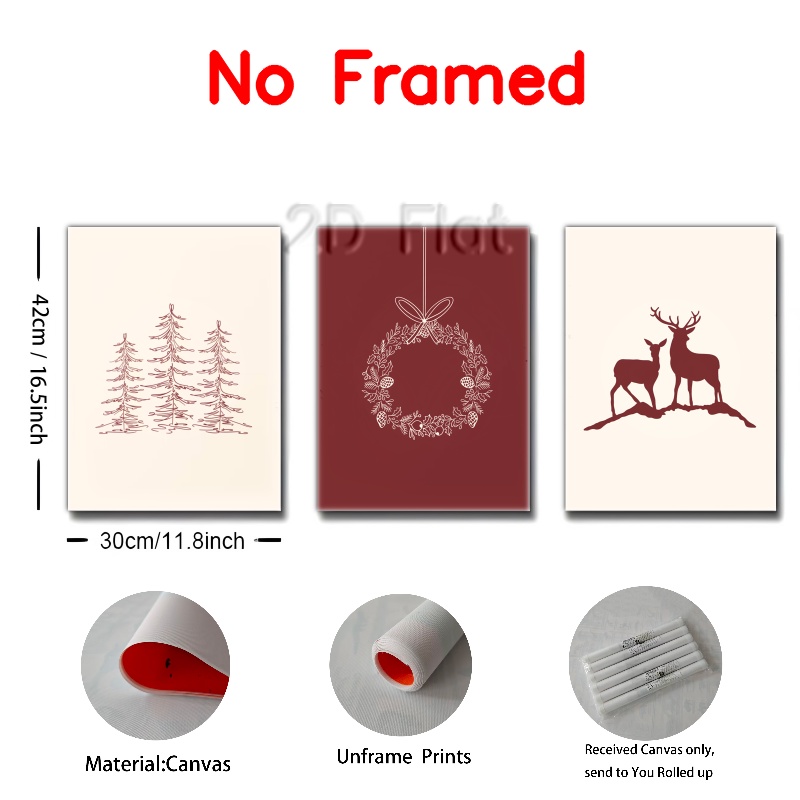 No Framed
2D Flat
42cm / 16.5inch
30cm/11.8inch
Material:Canvas
Unframe Prints
Received Canvas only,
send to You Rolled up